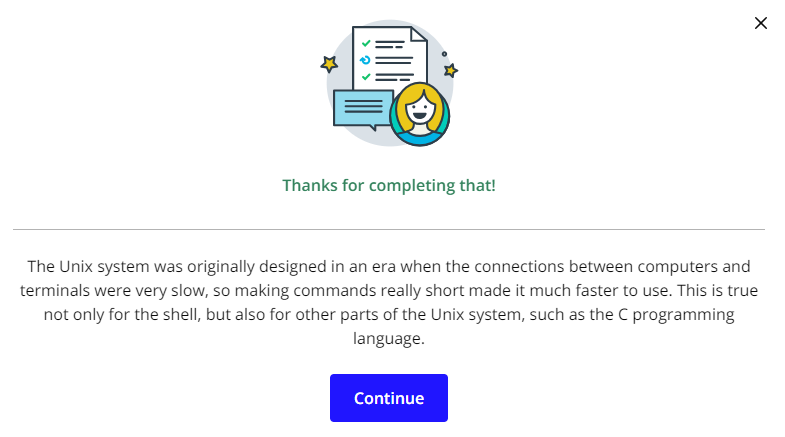 Thanks for completing that!
The Unix system was originally designed in an era when the connections between computers and
terminals were very slow, so making commands really short made it much faster to use. This is true
not only for the shell, but also for other parts of the Unix system, such as the C programming
language.
Continue